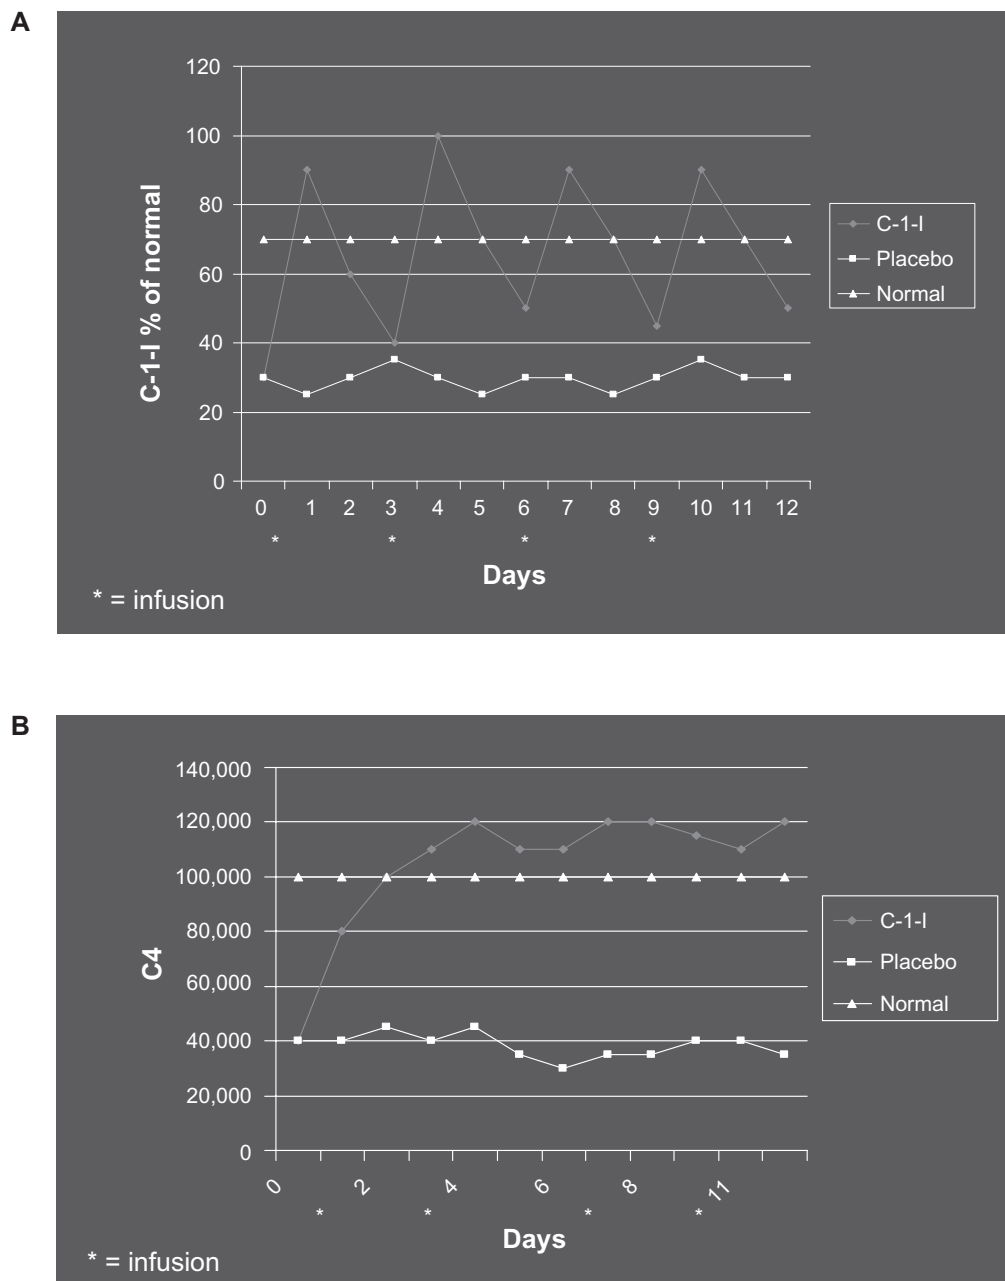 A
120
100
80
60
40
20
0
C-1-I % of normal
0 1 2 3 4 5 6 7 8 9 10 11 12
* * * *
Days
* = infusion
C-1-I
Placebo
Normal
B
140,000
120,000
100,000
80,000
60,000
40,000
20,000
0
C4
0 2 4 6 8 11
* * * *
Days
* = infusion
C-1-I
Placebo
Normal